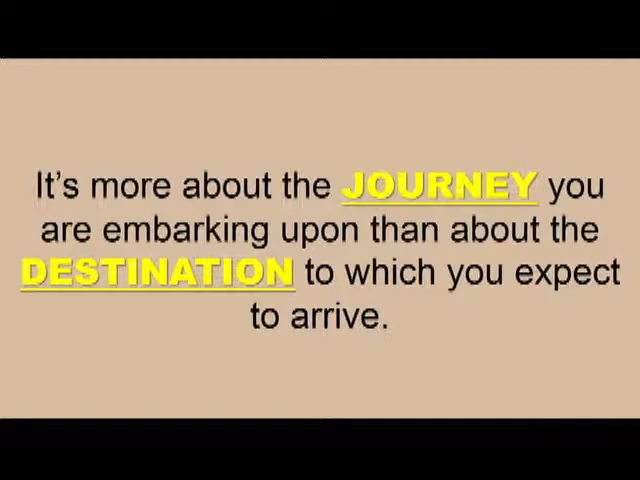 It's more about the JOURNEY you
are embarking upon than about the
DESTINATION to which you expect
to arrive.